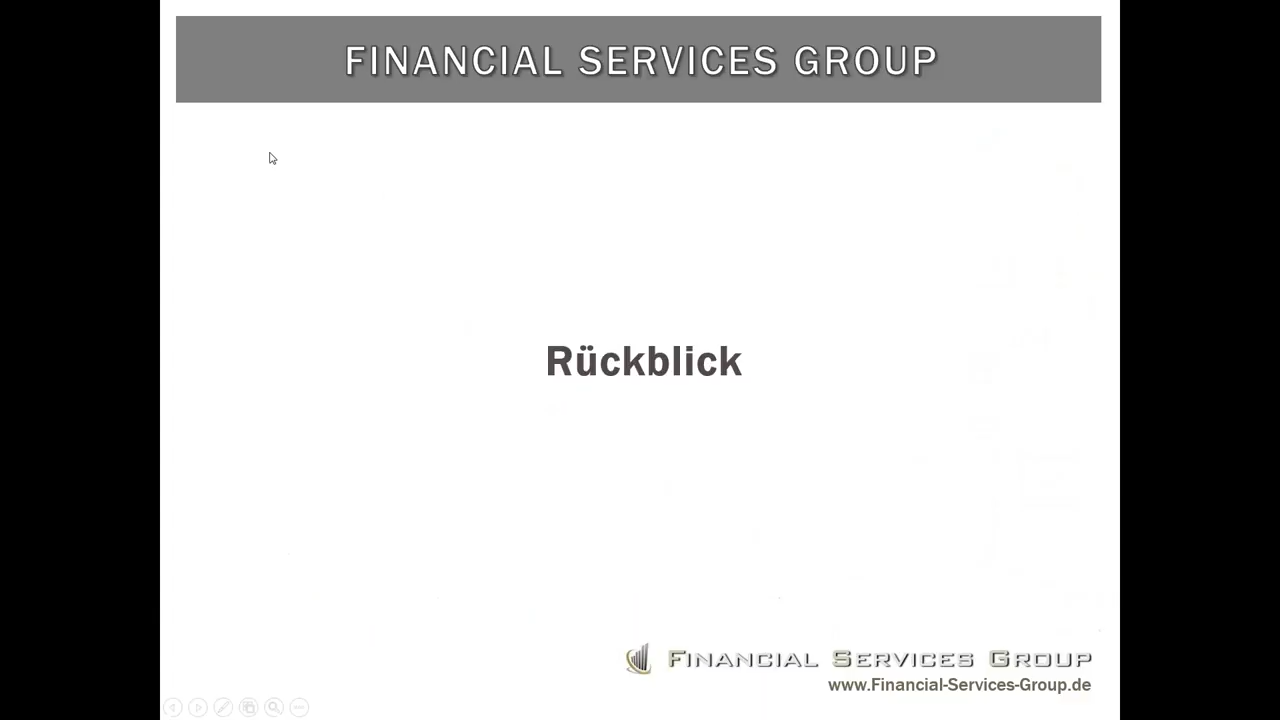 FINANCIAL SERVICES GROUP
Rückblick
FINANCIAL SERVICES GROUP
www.Financial-Services-Group.de